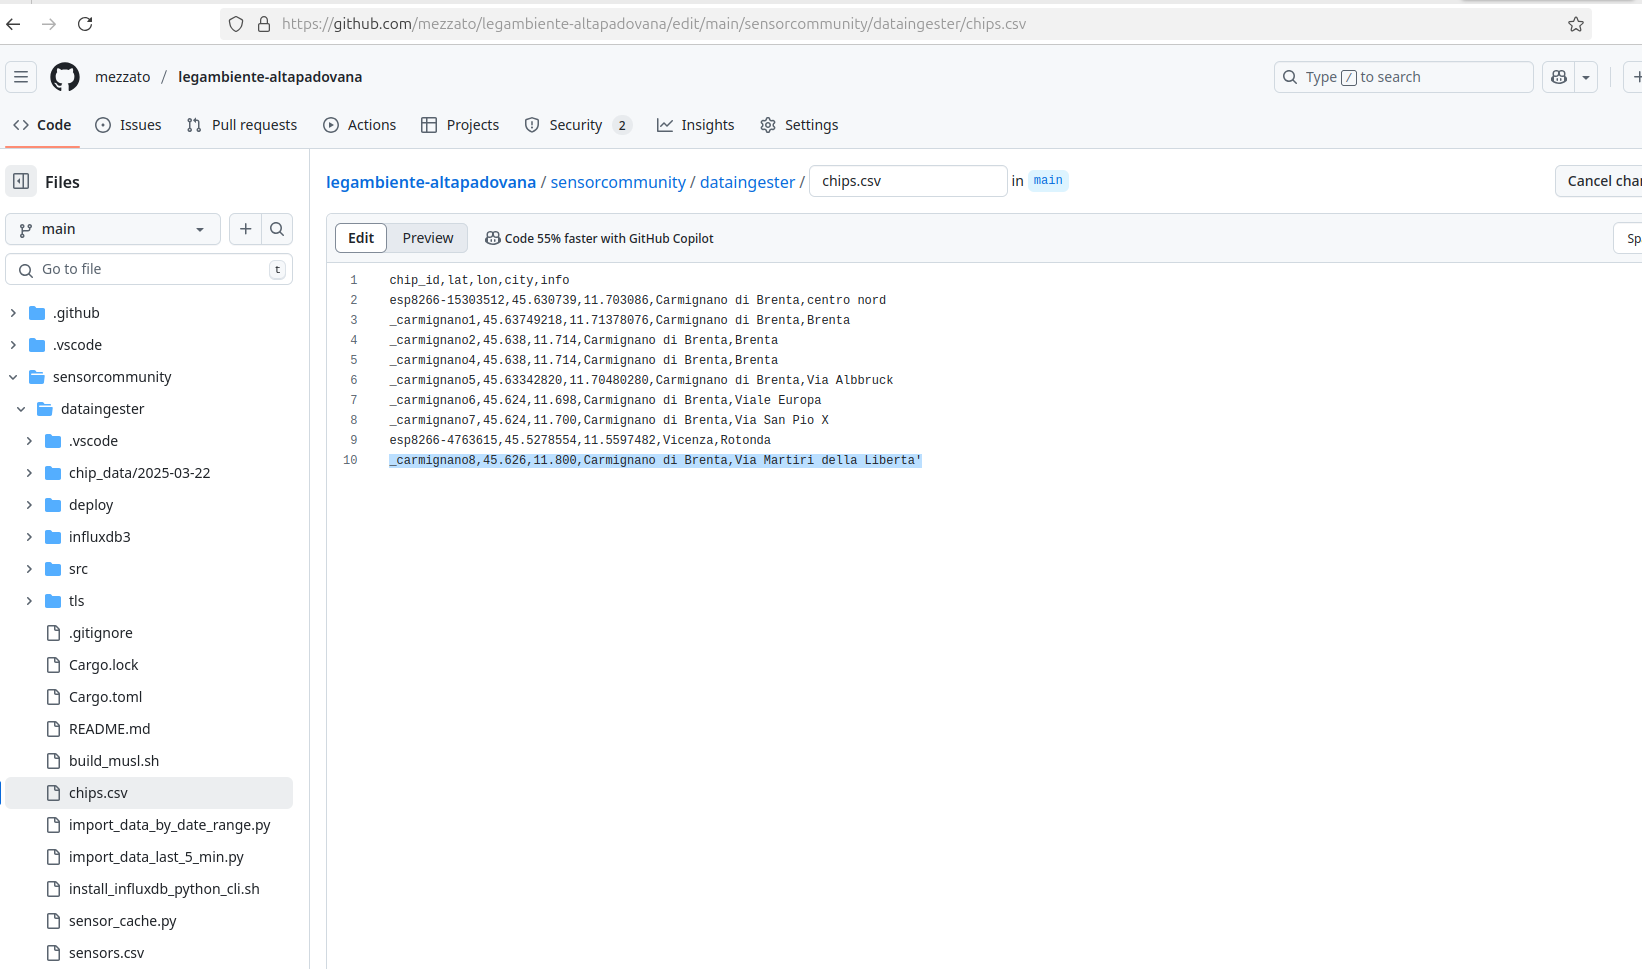 https://github.com/mezzato/legambiente-altapadovana/edit/main/sensorcommunity/dataingester/chips.csv
mezzato / legambiente-altapadovana
Type / to search
Code
Issues
Pull requests
Actions
Projects
Security 2
Insights
Settings
Files
main
Go to file
t
.github
.vscode
sensorcommunity
dataingester
.vscode
chip_data/2025-03-22
deploy
influxdb3
src
tls
.gitignore
Cargo.lock
Cargo.toml
README.md
build_musl.sh
chips.csv
import_data_by_date_range.py
import_data_last_5_min.py
install_influxdb_python_cli.sh
sensor_cache.py
sensors.csv
legambiente-altapadovana / sensorcommunity / dataingester / chips.csv in main
Cancel char
Edit Preview Code 55% faster with GitHub Copilot
Sp
1 chip_id,lat,lon,city,info
2 esp8266-15303512,45.630739,11.703086,Carmignano di Brenta,centro nord
3 _carmignano1,45.63749218,11.71378076,Carmignano di Brenta,Brenta
4 _carmignano2,45.638,11.714,Carmignano di Brenta,Brenta
5 _carmignano4,45.638,11.714,Carmignano di Brenta,Brenta
6 _carmignano5,45.63342820,11.70480280,Carmignano di Brenta,Via Albbruck
7 _carmignano6,45.624,11.698,Carmignano di Brenta,Viale Europa
8 _carmignano7,45.624,11.700,Carmignano di Brenta,Via San Pio X
9 esp8266-4763615,45.5278554,11.5597482,Vicenza,Rotonda
10 _carmignano8,45.626,11.800,Carmignano di Brenta,Via Martiri della Liberta'